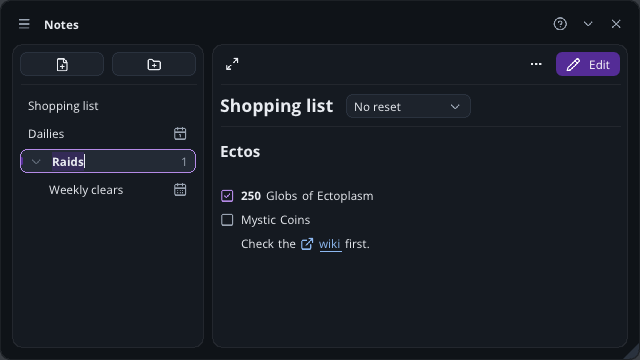 Notes
Edit
Shopping list
Dailies
Raids 1
Weekly clears
Shopping list No reset
Ectos
250 Globs of Ectoplasm
Mystic Coins
Check the wiki first.